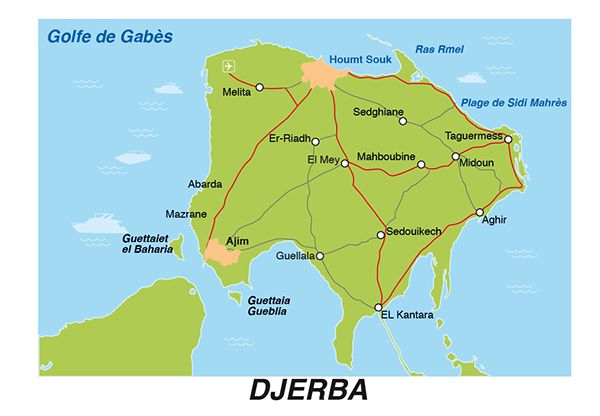 Golfe de Gabès
Ras Rmel
Houmt Souk
Melita
Plage de Sidi Mahrès
Sedghiane
Taguermess
Er-Riadh
El Mey
Mahboubine
Midoun
Abarda
Mazrane
Aghir
Guettaiet
el Baharia
Ajim
Sedouikech
Guellala
Guettaia
Gueblia
EL Kantara
DJERBA